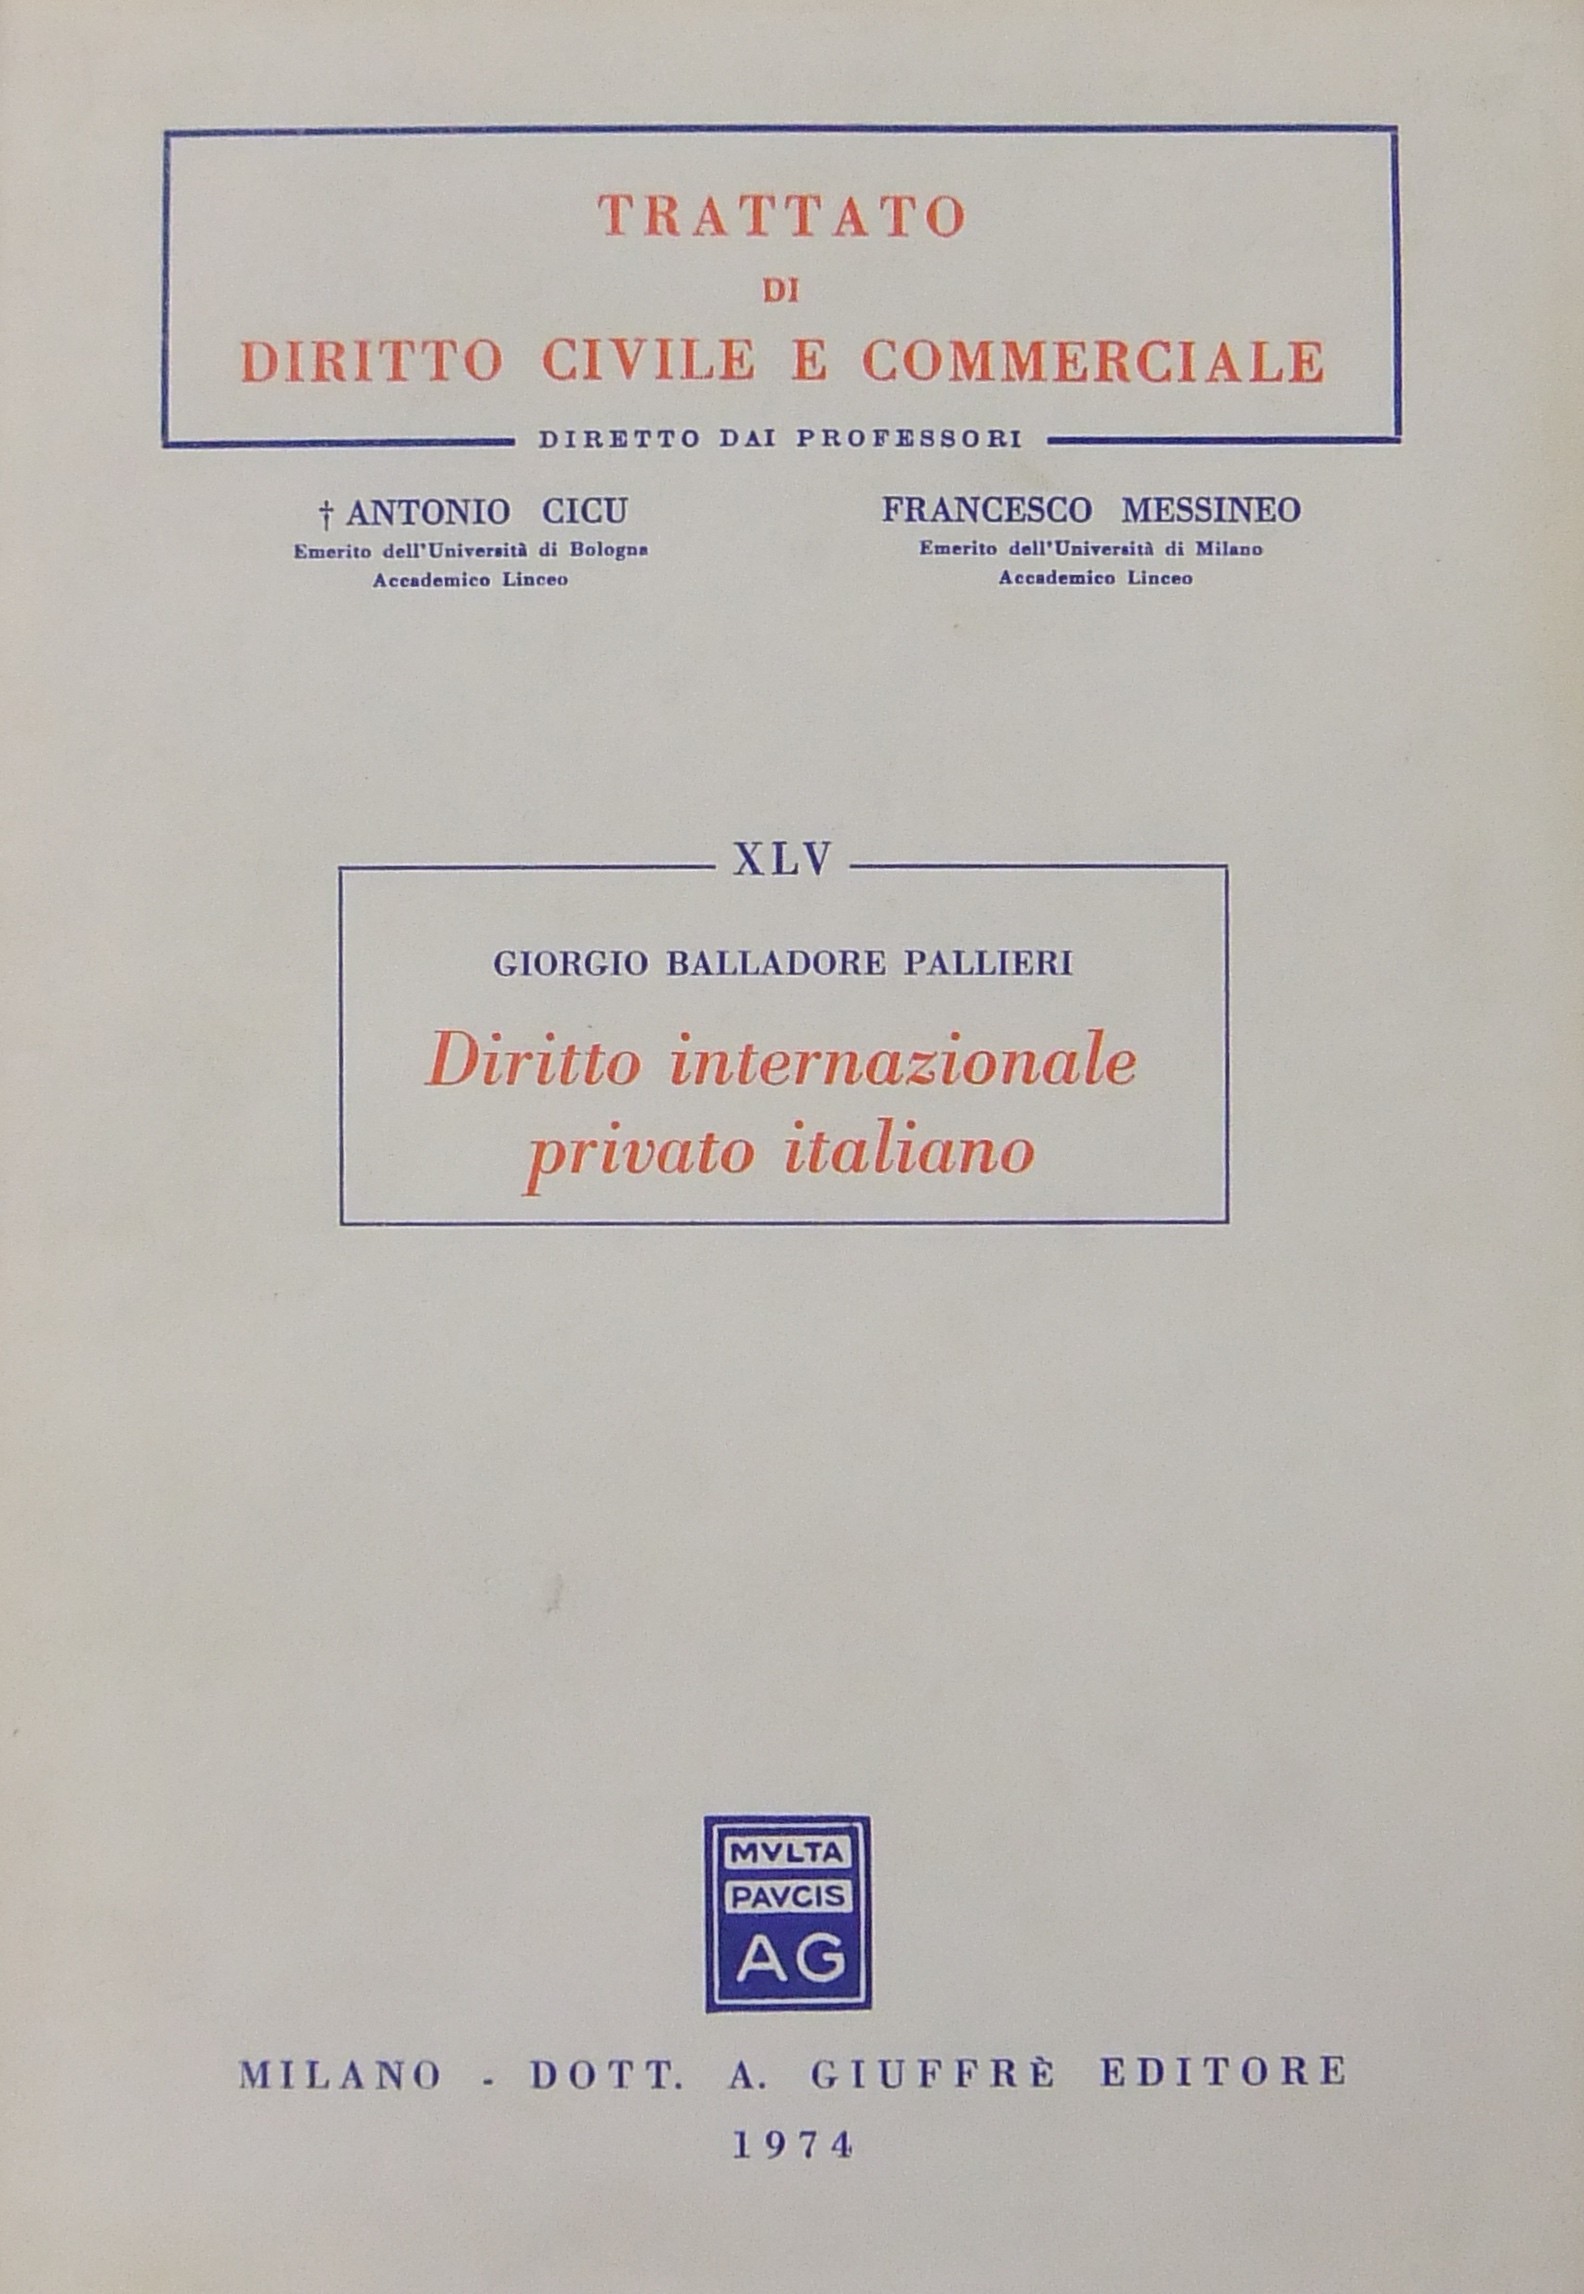 TRATTATO
DI
DIRITTO CIVILE E COMMERCIALE
DIRETTO DAI PROFESSORI
† ANTONIO CICU
Emerito dell'Università di Bologna
Accademico Linceo
FRANCESCO MESSINEO
Emerito dell'Università di Milano
Accademico Linceo
XLV
GIORGIO BALLADORE PALLIERI
Diritto internazionale
privato italiano
MVLTA
PAVCIS
AG
MILANO - DOTT. A. GIUFFRÈ EDITORE
1974